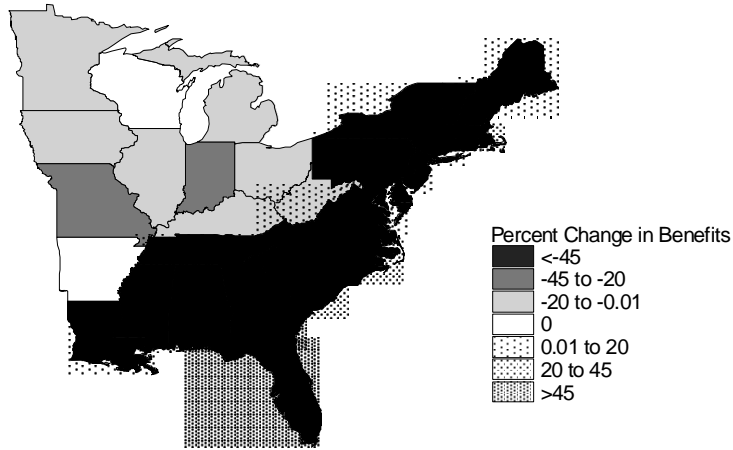 Percent Change in Benefits
<-45
-45 to -20
-20 to -0.01
0
0.01 to 20
20 to 45
>45